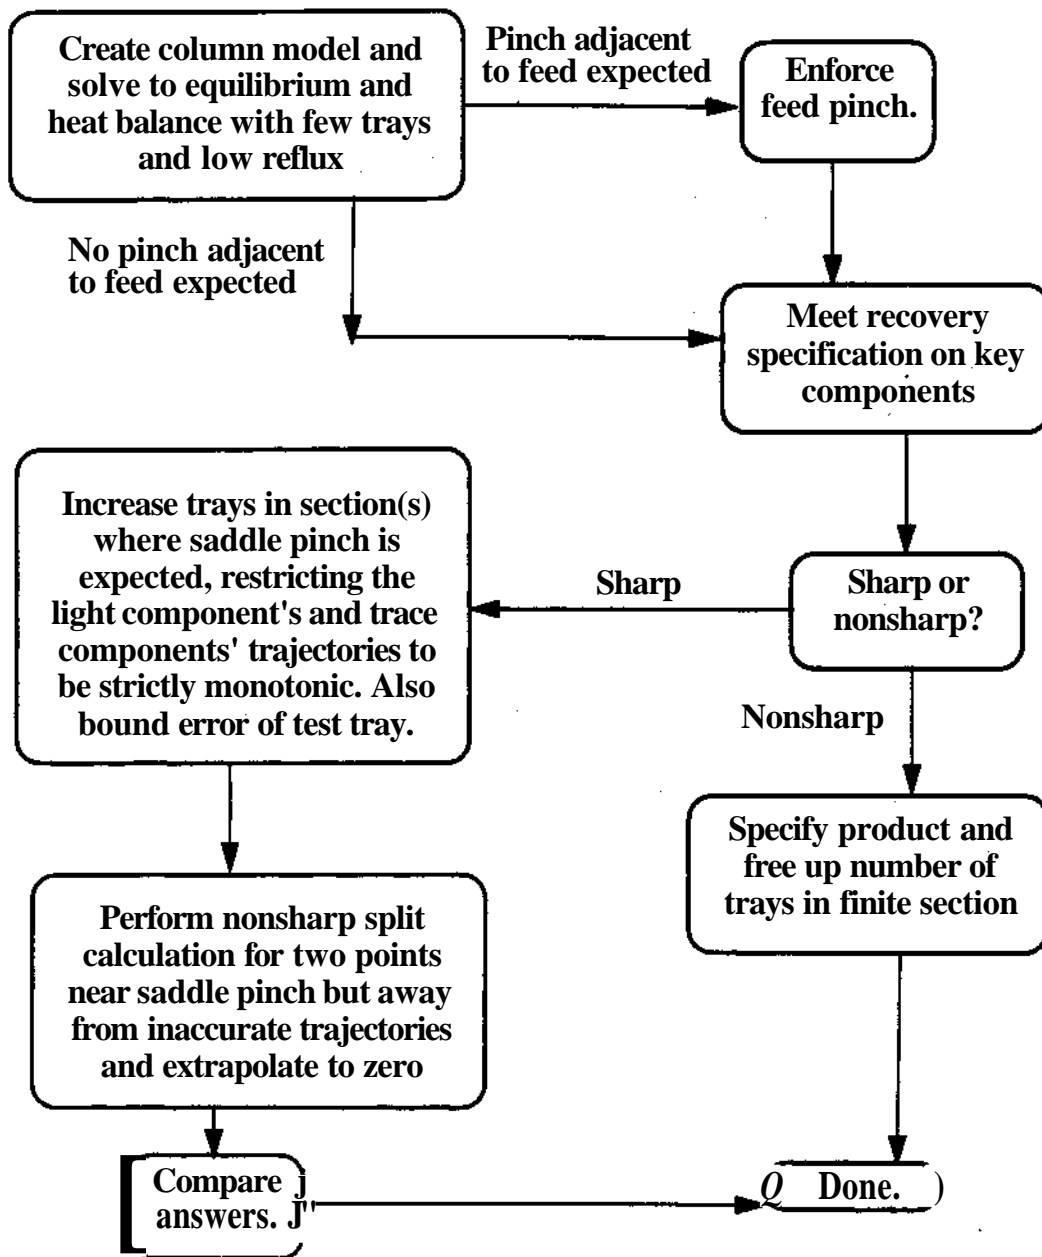 Create column model and
solve to equilibrium and
heat balance with few trays
and low reflux
Pinch adjacent
to feed expected
Enforce
feed pinch.
No pinch adjacent
to feed expected
Meet recovery
specification on key
components
Increase trays in section(s)
where saddle pinch is
expected, restricting the
light component's and trace
components' trajectories to
be strictly monotonic. Also
bound error of test tray.
Sharp
Sharp or
nonsharp?
Nonsharp
Specify product and
free up number of
trays in finite section
Perform nonsharp split
calculation for two points
near saddle pinch but away
from inaccurate trajectories
and extrapolate to zero
Compare j
answers. J"
Q Done. )